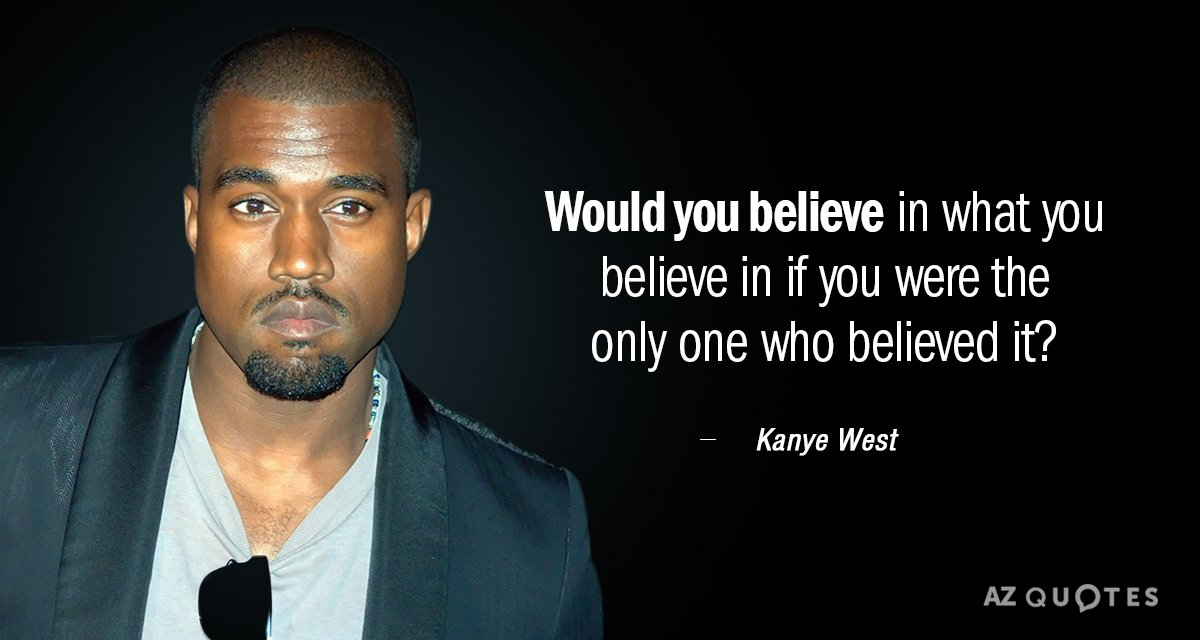 Would you believe in what you
believe in if you were the
only one who believed it?
– Kanye West
AZ QUOTES